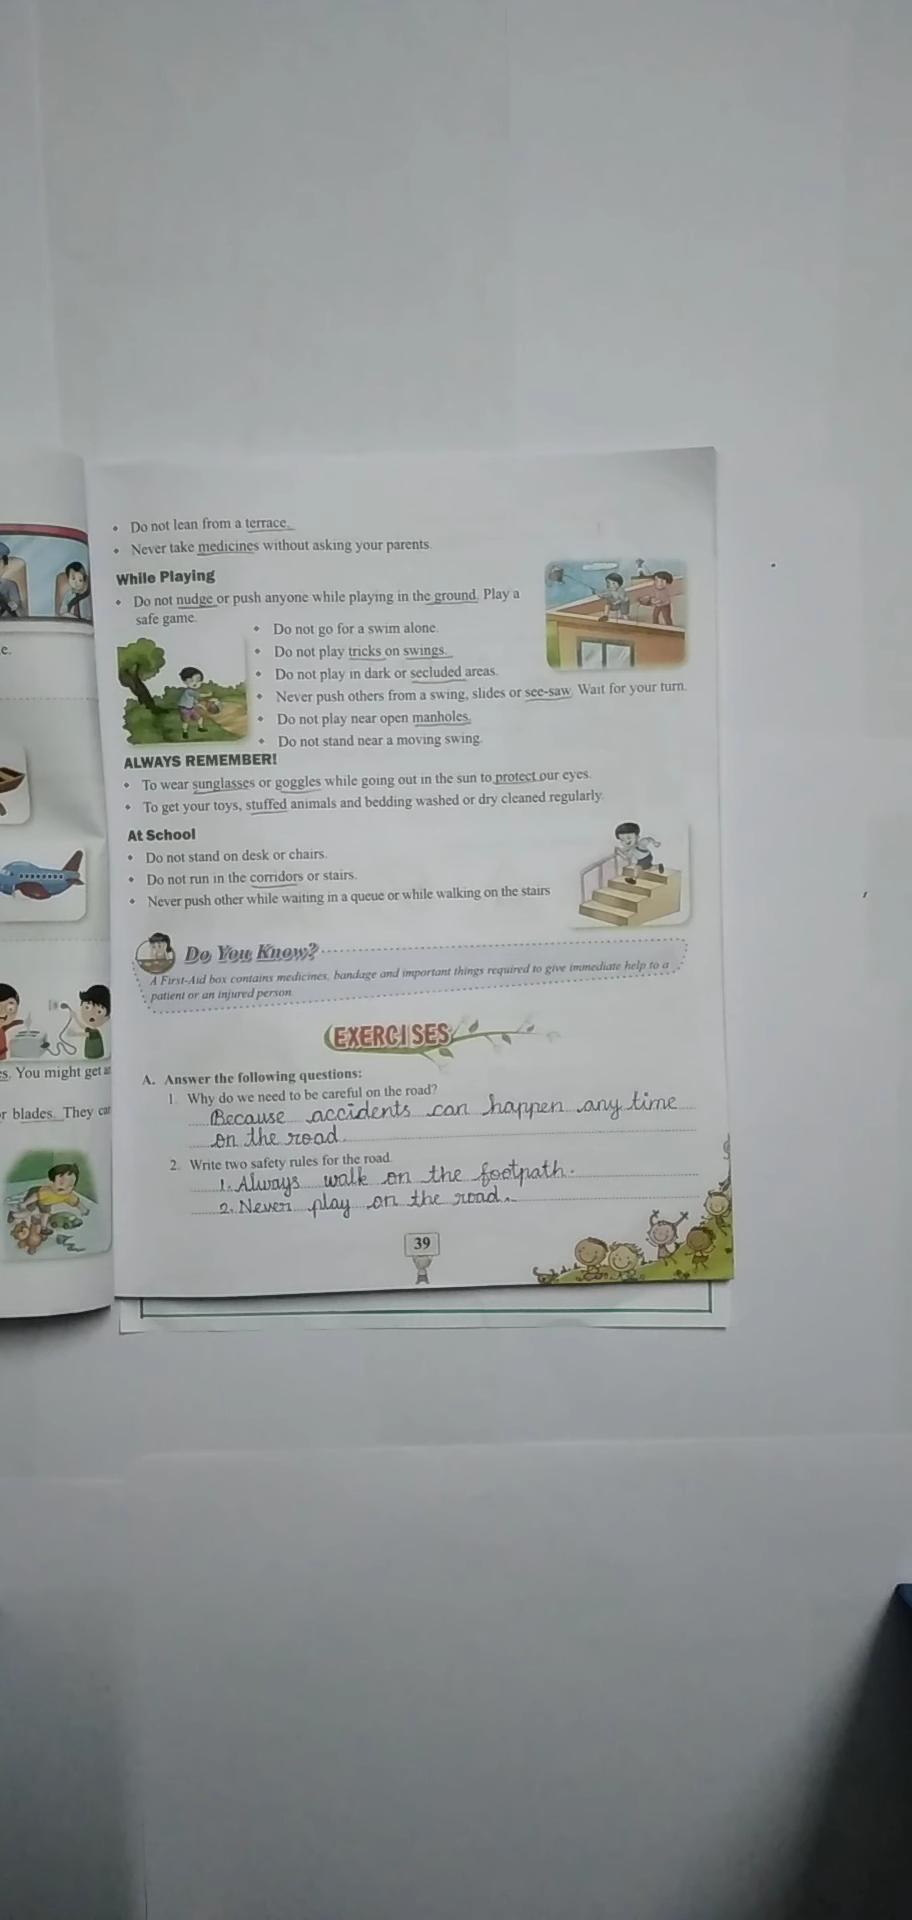 • Do not lean from a terrace.
• Never take medicines without asking your parents.
While Playing
• Do not nudge or push anyone while playing in the ground. Play a
safe game.
• Do not go for a swim alone.
• Do not play tricks on swings.
• Do not play in dark or secluded areas.
• Never push others from a swing, slides or see-saw. Wait for your turn.
• Do not play near open manholes.
• Do not stand near a moving swing.
ALWAYS REMEMBER!
• To wear sunglasses or goggles while going out in the sun to protect our eyes.
• To get your toys, stuffed animals and bedding washed or dry cleaned regularly.
At School
• Do not stand on desk or chairs.
• Do not run in the corridors or stairs.
• Never push other while waiting in a queue or while walking on the stairs
Do You Know?
A First-Aid box contains medicines, bandage and important things required to give immediate help to a
patient or an injured person.
EXERCISES
A. Answer the following questions:
1. Why do we need to be careful on the road?
Because accidents can happen any time
on the road.
2. Write two safety rules for the road.
1. Always walk on the footpath.
2. Never play on the road.
39
e.
You might get
r blades. They